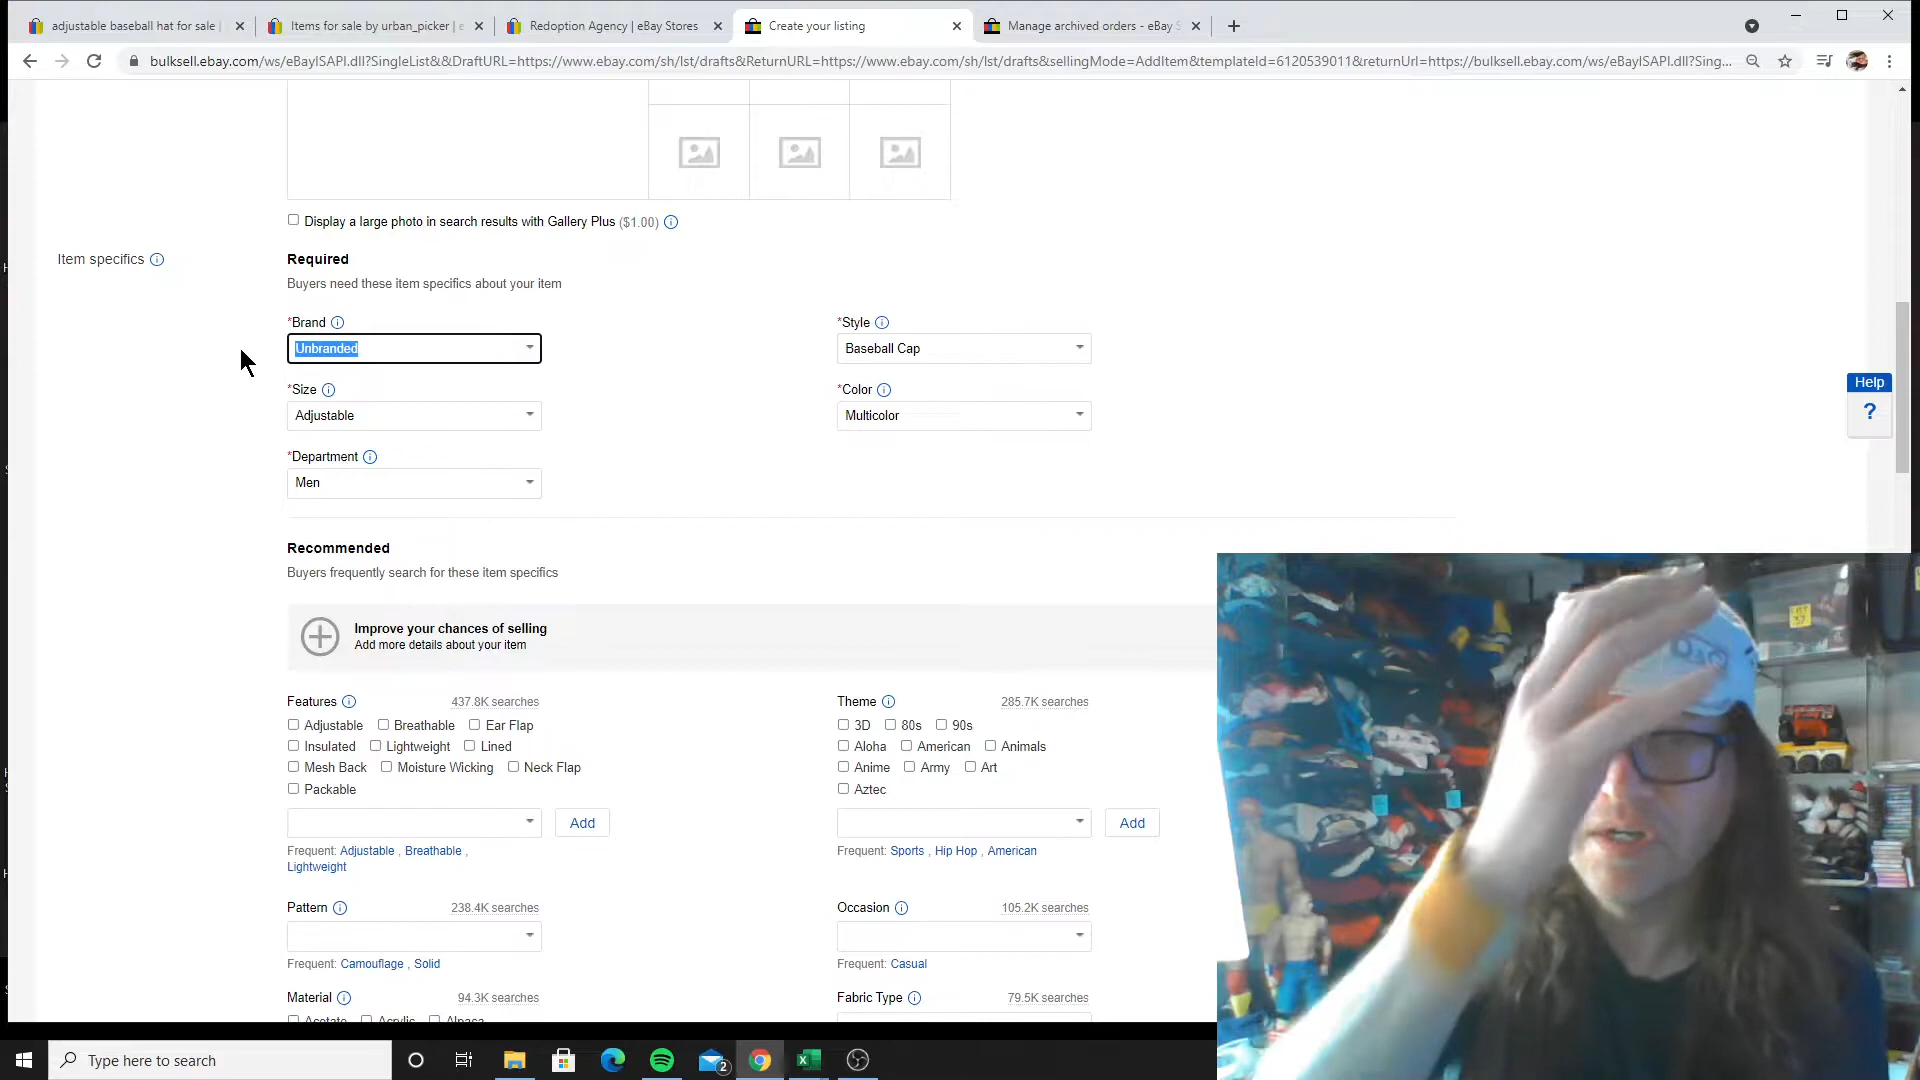 adjustable baseball hat for sale |
Items for sale by urban_picker | e
Redoption Agency | eBay Stores
Create your listing
Manage archived orders - eBay S
bulksell.ebay.com/ws/eBayISAPI.dll?SingleList&&DraftURL=https://www.ebay.com/sh/lst/drafts&ReturnURL=https://www.ebay.com/sh/lst/drafts&sellingMode=AddItem&templateId=6120539011&returnUrl=https://bulksell.ebay.com/ws/eBayISAPI.dll?Sing...
Display a large photo in search results with Gallery Plus ($1.00)
Item specifics
Required
Buyers need these item specifics about your item
*Brand
*Style
Unbranded
Baseball Cap
*Size
*Color
Adjustable
Multicolor
*Department
Men
Help
?
Recommended
Buyers frequently search for these item specifics
Improve your chances of selling
Add more details about your item
Features 437.8K searches
Theme 285.7K searches
Adjustable Breathable Ear Flap
3D 80s 90s
Insulated Lightweight Lined
Aloha American Animals
Mesh Back Moisture Wicking Neck Flap
Anime Army Art
Packable
Aztec
Add
Add
Frequent: Adjustable , Breathable ,
Lightweight
Frequent: Sports , Hip Hop , American
Pattern 238.4K searches
Occasion 105.2K searches
Frequent: Camouflage , Solid
Frequent: Casual
Material 94.3K searches
Fabric Type 79.5K searches
Acetate Acrylic Alpaca
Type here to search
2